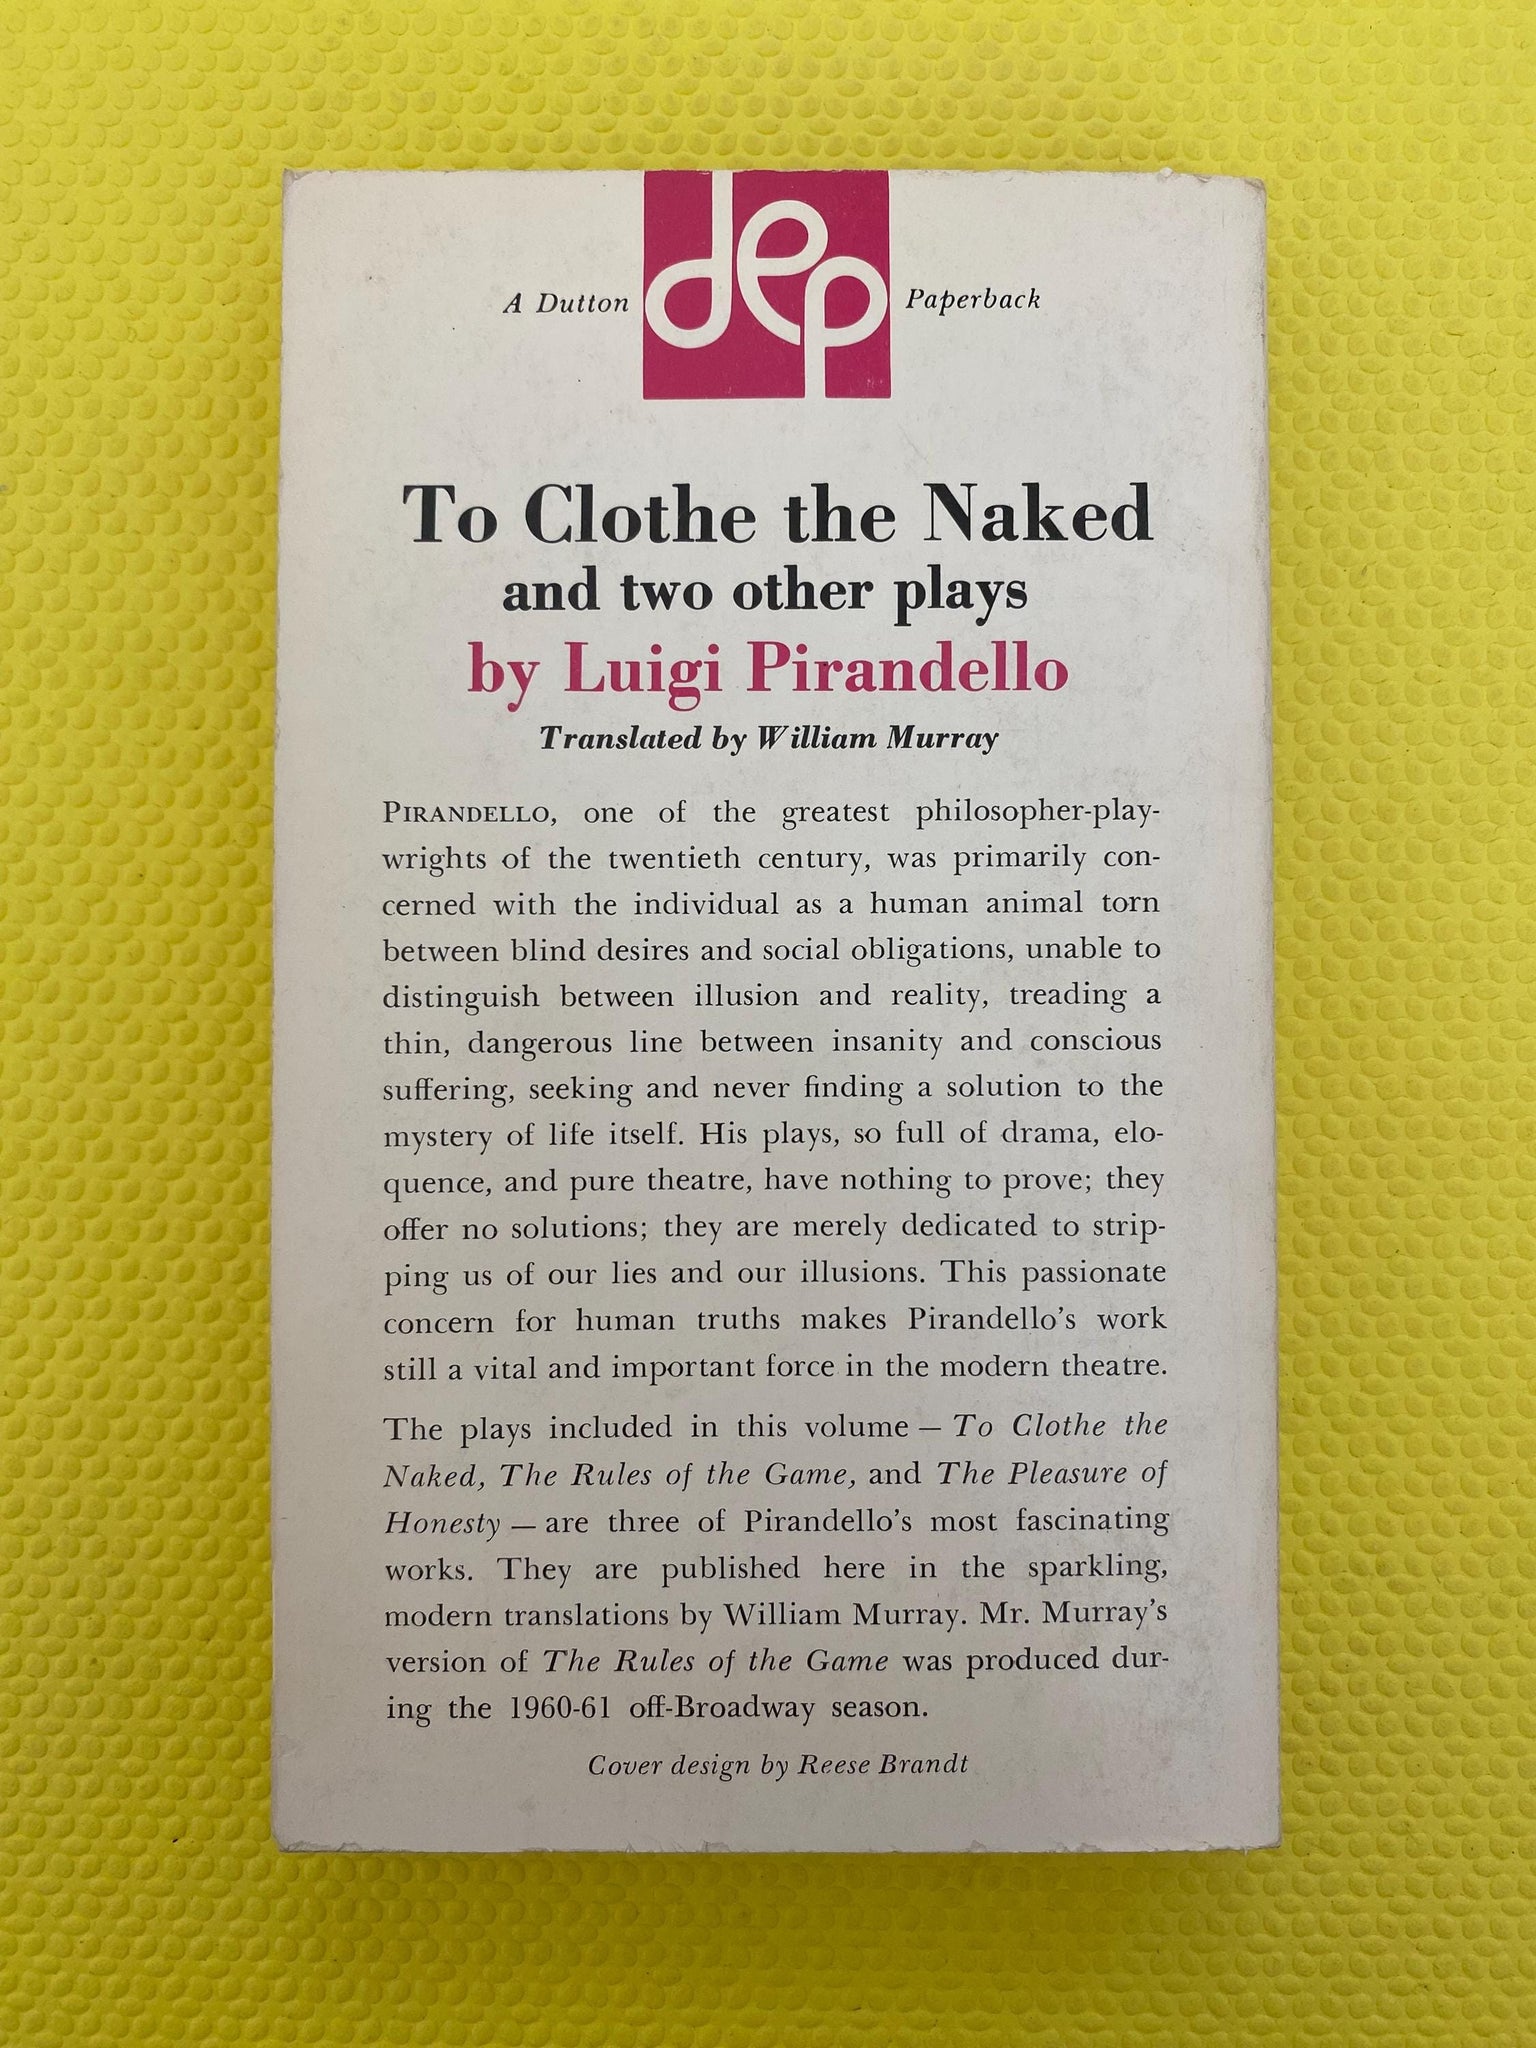 A Dutton dep Paperback
To Clothe the Naked
and two other plays
by Luigi Pirandello
Translated by William Murray
PIRANDELLO, one of the greatest philosopher-play-
wrights of the twentieth century, was primarily con-
cerned with the individual as a human animal torn
between blind desires and social obligations, unable to
distinguish between illusion and reality, treading a
thin, dangerous line between insanity and conscious
suffering, seeking and never finding a solution to the
mystery of life itself. His plays, so full of drama, elo-
quence, and pure theatre, have nothing to prove; they
offer no solutions; they are merely dedicated to strip-
ping us of our lies and our illusions. This passionate
concern for human truths makes Pirandello's work
still a vital and important force in the modern theatre.
The plays included in this volume — To Clothe the
Naked, The Rules of the Game, and The Pleasure of
Honesty — are three of Pirandello's most fascinating
works. They are published here in the sparkling,
modern translations by William Murray. Mr. Murray's
version of The Rules of the Game was produced dur-
ing the 1960-61 off-Broadway season.
Cover design by Reese Brandt